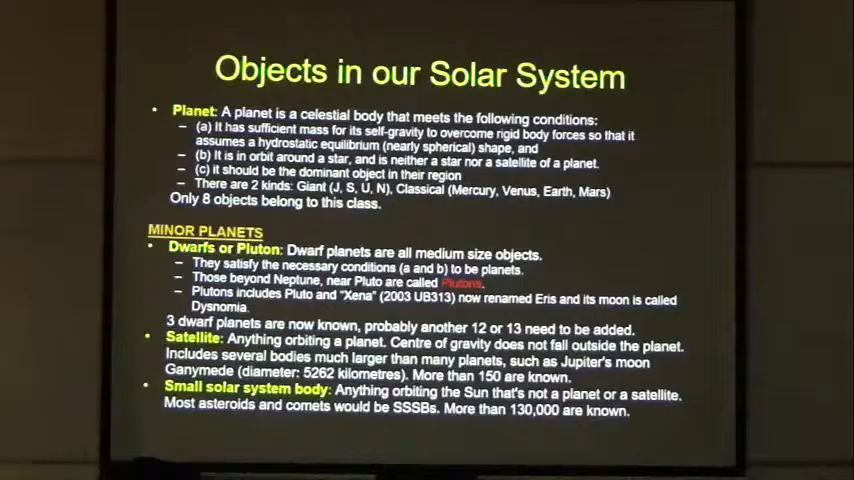 Objects in our Solar System
• Planet: A planet is a celestial body that meets the following conditions:
– (a) It has sufficient mass for its self-gravity to overcome rigid body forces so that it
assumes a hydrostatic equilibrium (nearly spherical) shape, and
– (b) It is in orbit around a star, and is neither a star nor a satellite of a planet.
– (c) it should be the dominant object in their region
– There are 2 kinds: Giant (J, S, U, N), Classical (Mercury, Venus, Earth, Mars)
Only 8 objects belong to this class.
MINOR PLANETS
• Dwarfs or Pluton: Dwarf planets are all medium size objects.
– They satisfy the necessary conditions (a and b) to be planets.
– Those beyond Neptune, near Pluto are called Plutons.
– Plutons includes Pluto and “Xena” (2003 UB313) now renamed Eris and its moon is called
Dysnomia.
3 dwarf planets are now known, probably another 12 or 13 need to be added.
• Satellite: Anything orbiting a planet. Centre of gravity does not fall outside the planet.
Includes several bodies much larger than many planets, such as Jupiter's moon
Ganymede (diameter: 5262 kilometres). More than 150 are known.
• Small solar system body: Anything orbiting the Sun that's not a planet or a satellite.
Most asteroids and comets would be SSSBs. More than 130,000 are known.